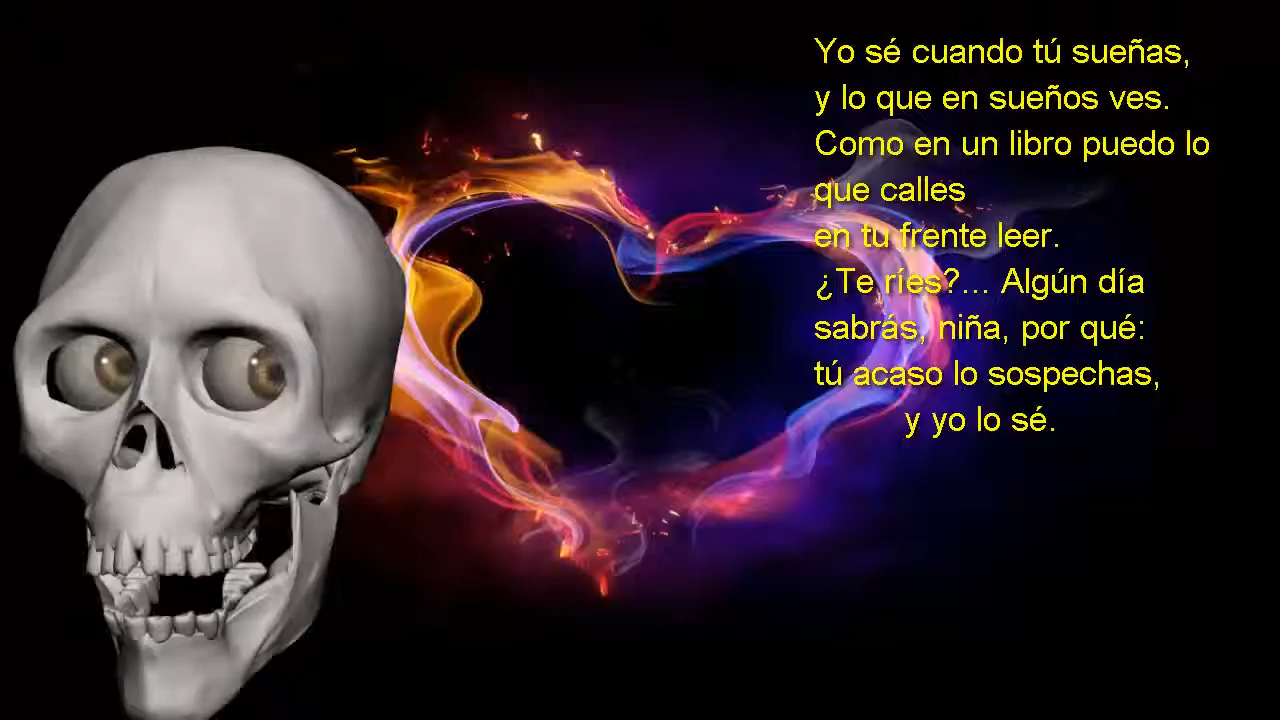 Yo sé cuando tú sueñas,
y lo que en sueños ves.
Como en un libro puedo lo
que calles
en tu frente leer.
¿Te ríes?... Algún día
sabrás, niña, por qué:
tú acaso lo sospechas,
y yo lo sé.